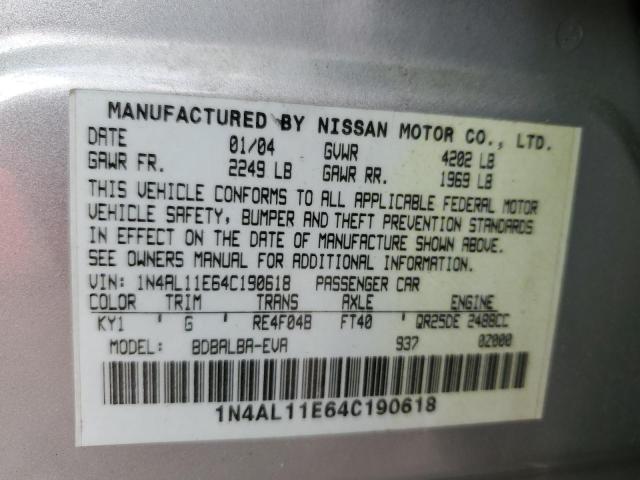 MANUFACTURED BY NISSAN MOTOR CO., LTD.
DATE 01/04 GVWR 4202 LB
GAWR FR. 2249 LB GAWR RR. 1969 LB
THIS VEHICLE CONFORMS TO ALL APPLICABLE FEDERAL MOTOR
VEHICLE SAFETY, BUMPER AND THEFT PREVENTION STANDARDS
IN EFFECT ON THE DATE OF MANUFACTURE SHOWN ABOVE.
SEE OWNERS MANUAL FOR ADDITIONAL INFORMATION.
VIN: 1N4AL11E64C190618 PASSENGER CAR
COLOR TRIM TRANS AXLE ENGINE
KY1 G RE4F04B FT40 QR25DE 2488CC
MODEL: BDBALBA-EVA 937 02000
1N4AL11E64C190618